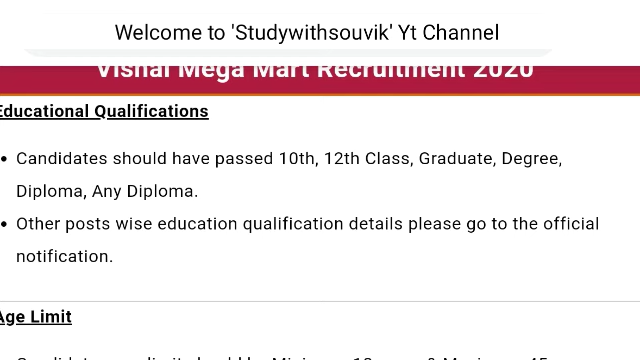 Welcome to 'Studywithsouvik' Yt Channel
Vishal Mega Mart Recruitment 2020
Educational Qualifications
• Candidates should have passed 10th, 12th Class, Graduate, Degree,
Diploma, Any Diploma.
• Other posts wise education qualification details please go to the official
notification.
Age Limit